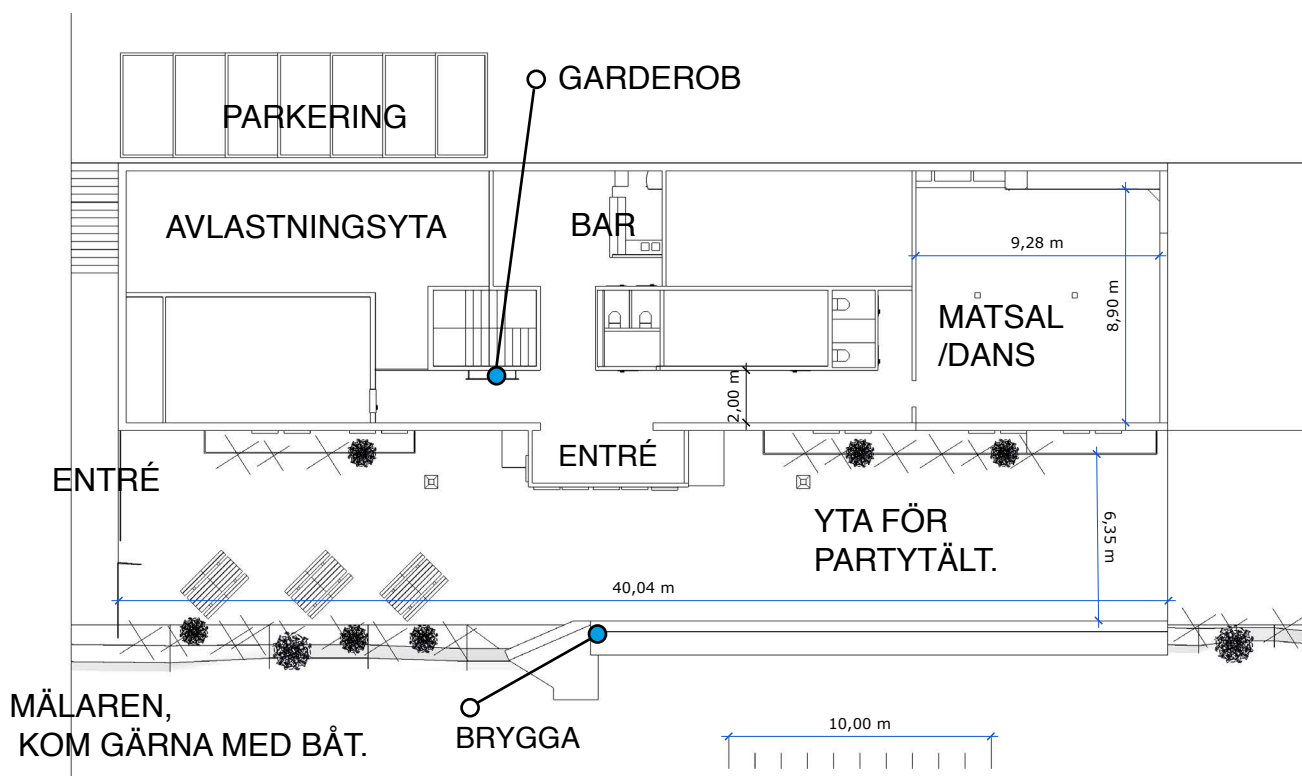 GARDEROB
PARKERING
AVLASTNINGSYTA
BAR
9,28 m
8,90 m
MATSAL
/DANS
2,00 m
ENTRÉ
ENTRÉ
YTA FÖR
PARTYTÄLT.
6,35 m
40,04 m
MÄLAREN,
KOM GÄRNA MED BÅT.
BRYGGA
10,00 m